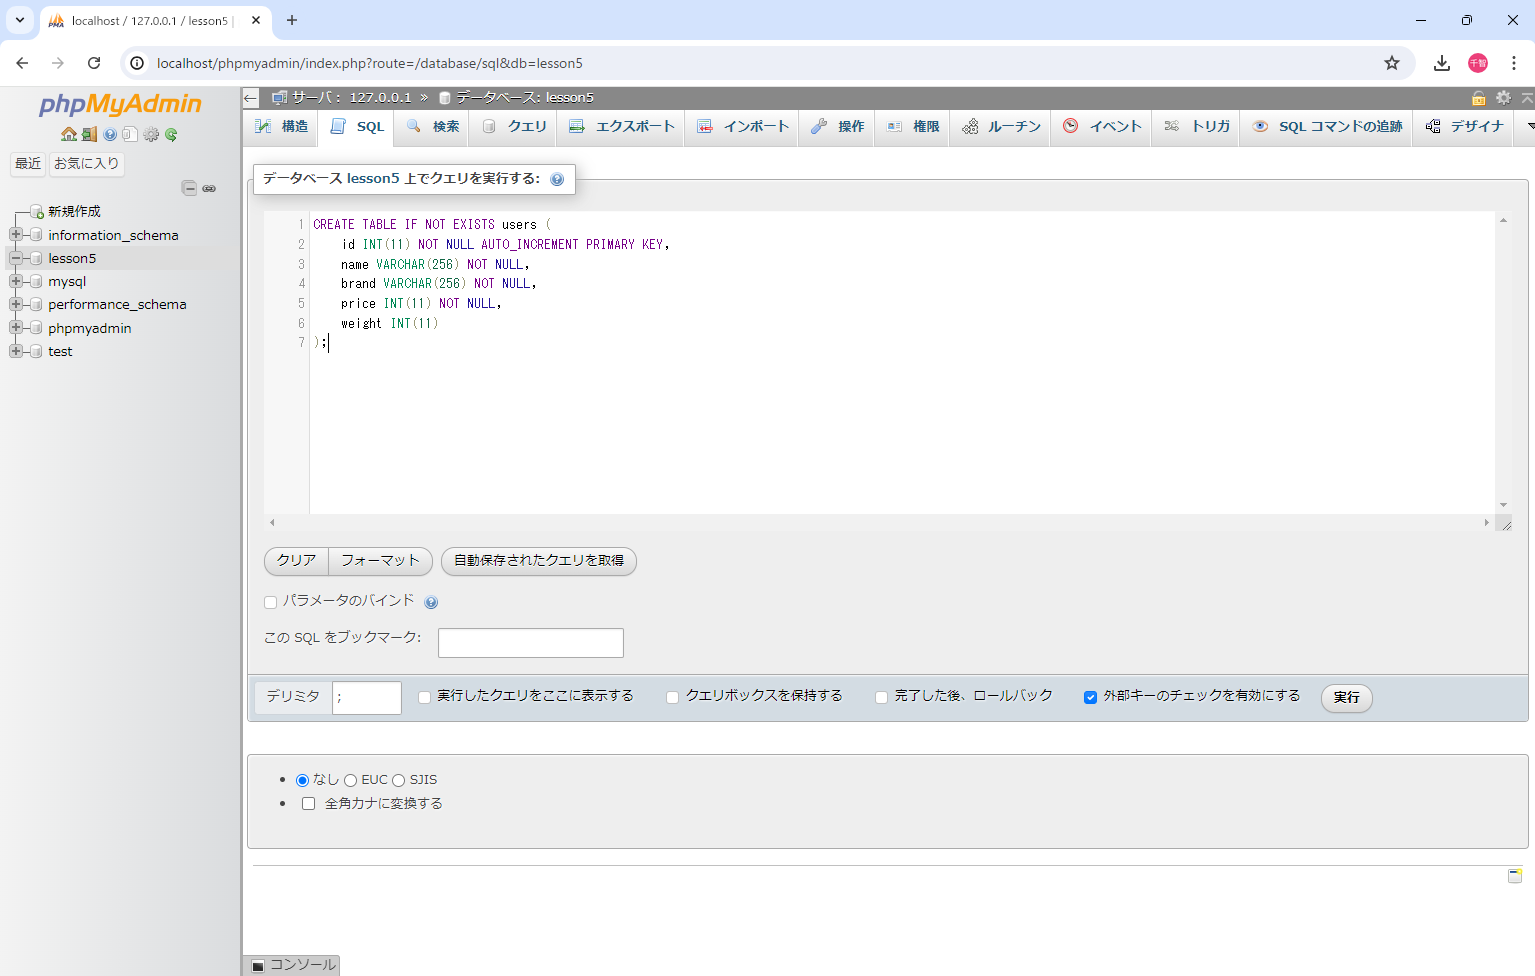 localhost / 127.0.0.1 / lesson5 |
localhost/phpmyadmin/index.php?route=/database/sql&db=lesson5
千智
phpMyAdmin
最近 お気に入り
新規作成
information_schema
lesson5
mysql
performance_schema
phpmyadmin
test
サーバ: 127.0.0.1 » データベース: lesson5
構造 SQL 検索 クエリ エクスポート インポート 操作 権限 ルーチン イベント トリガ SQL コマンドの追跡 デザイナ
データベース lesson5 上でクエリを実行する:
1 CREATE TABLE IF NOT EXISTS users (
2 id INT(11) NOT NULL AUTO_INCREMENT PRIMARY KEY,
3 name VARCHAR(256) NOT NULL,
4 brand VARCHAR(256) NOT NULL,
5 price INT(11) NOT NULL,
6 weight INT(11)
7 );
クリア フォーマット 自動保存されたクエリを取得
パラメータのバインド
この SQL をブックマーク:
デリミタ ; 実行したクエリをここに表示する クエリボックスを保持する 完了した後、ロールバック 外部キーのチェックを有効にする 実行
なし EUC SJIS
全角カナに変換する
コンソール